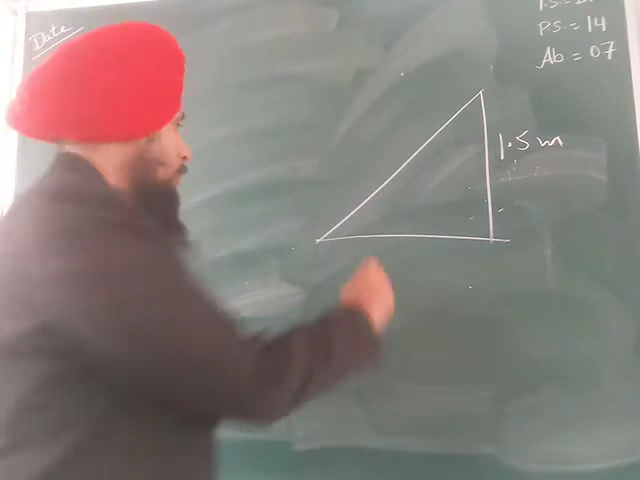 Date
P.S. = 14
Ab = 07
1.5 m